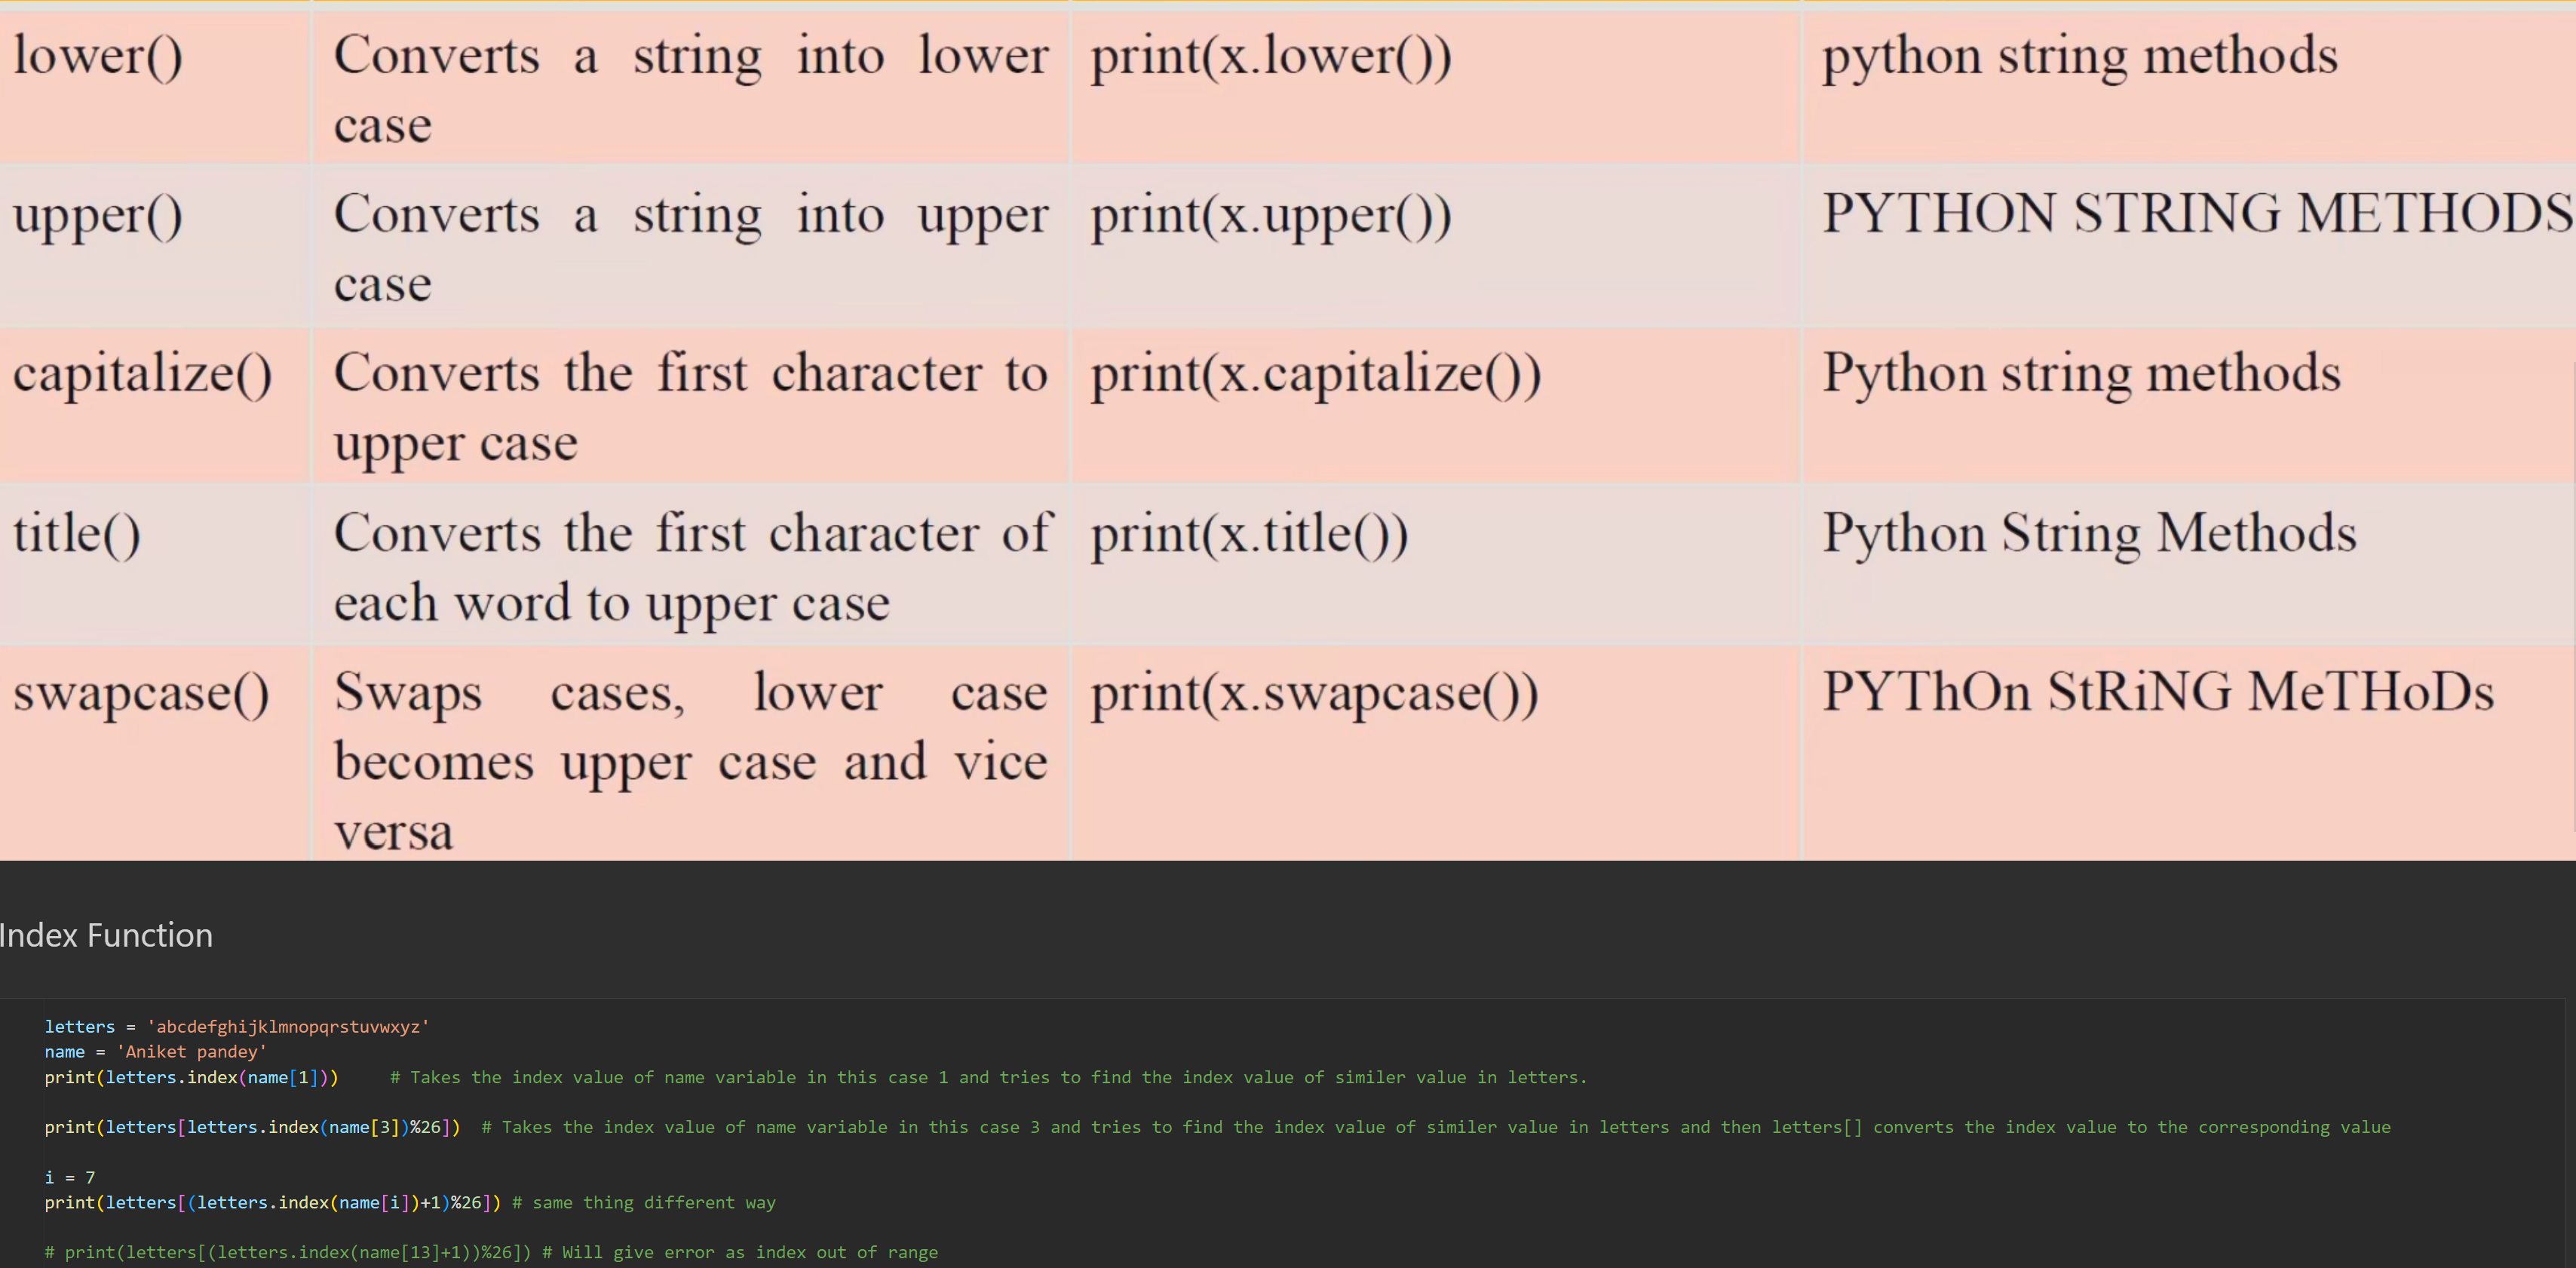 lower() Converts a string into lower case print(x.lower()) python string methods
upper() Converts a string into upper case print(x.upper()) PYTHON STRING METHODS
capitalize() Converts the first character to upper case print(x.capitalize()) Python string methods
title() Converts the first character of each word to upper case print(x.title()) Python String Methods
swapcase() Swaps cases, lower case becomes upper case and vice versa print(x.swapcase()) PYThOn StRiNG MeTHoDs
Index Function
letters = 'abcdefghijklmnopqrstuvwxyz'
name = 'Aniket pandey'
print(letters.index(name[1])) # Takes the index value of name variable in this case 1 and tries to find the index value of similer value in letters.
print(letters[letters.index(name[3])%26]) # Takes the index value of name variable in this case 3 and tries to find the index value of similer value in letters and then letters[] converts the index value to the corresponding value
i = 7
print(letters[(letters.index(name[i])+1)%26]) # same thing different way
# print(letters[(letters.index(name[13]+1))%26]) # Will give error as index out of range